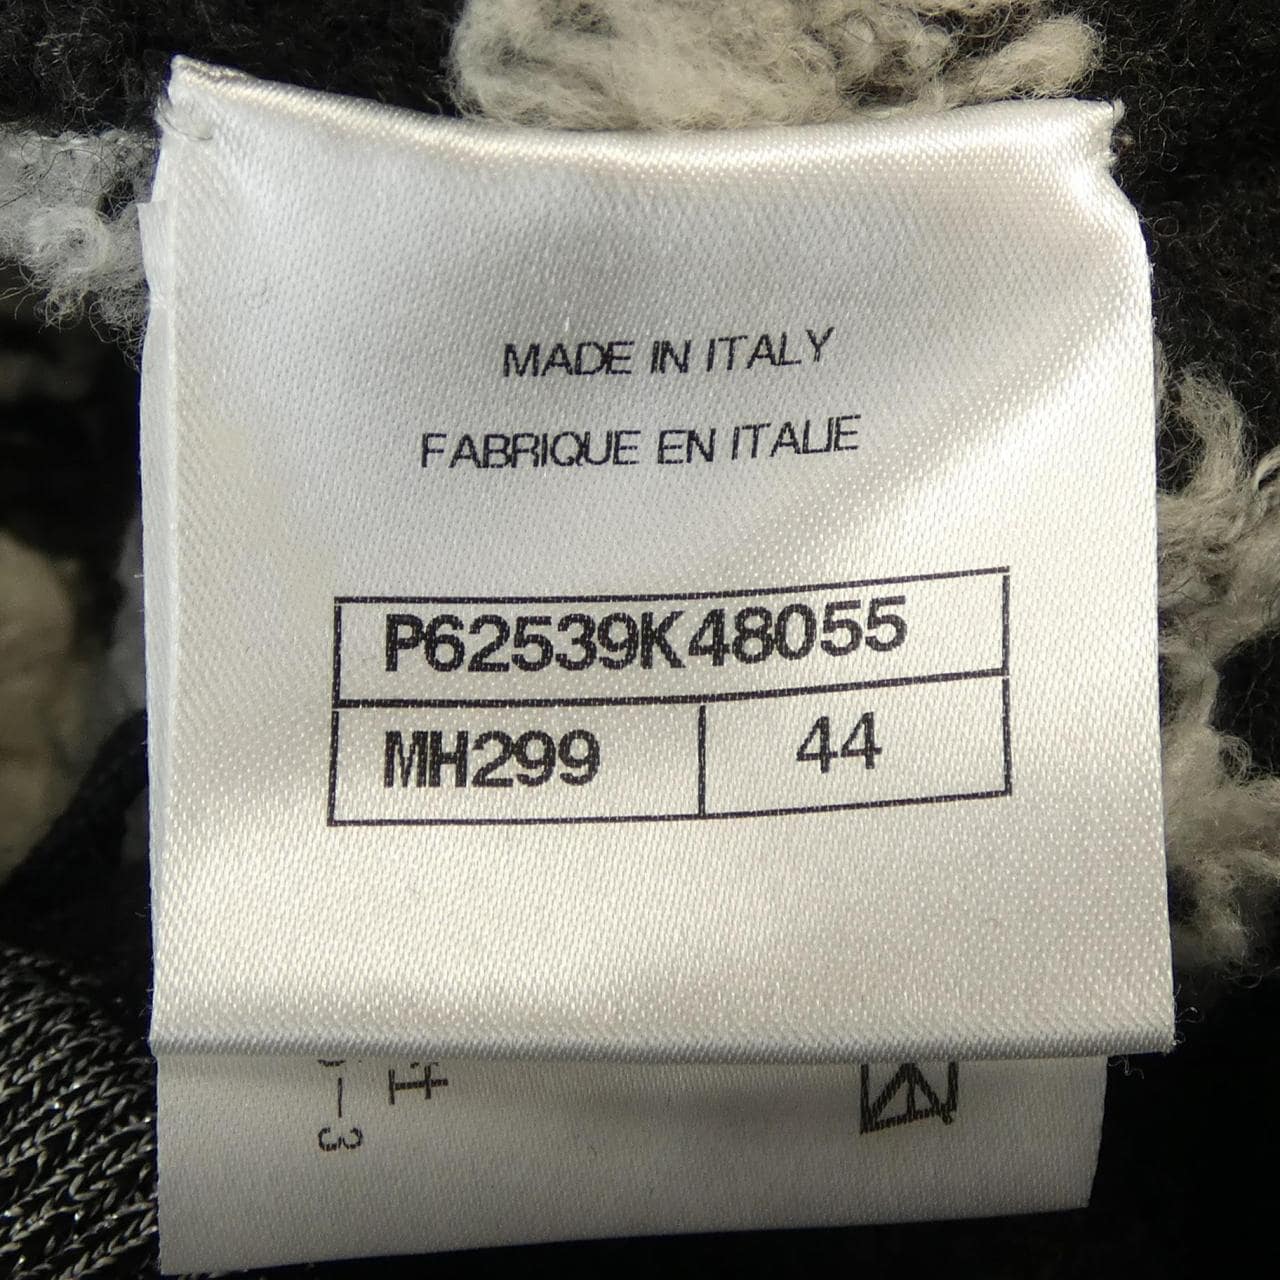 MADE IN ITALY
FABRIQUE EN ITALIE
P62539K48055
MH299 44